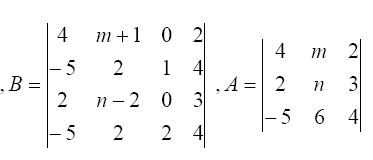 , B = | 4 m+1 0 2 |
| -5 2 1 4 |
| 2 n-2 0 3 |
| -5 2 2 4 |
, A = | 4 m 2 |
| 2 n 3 |
| -5 6 4 |